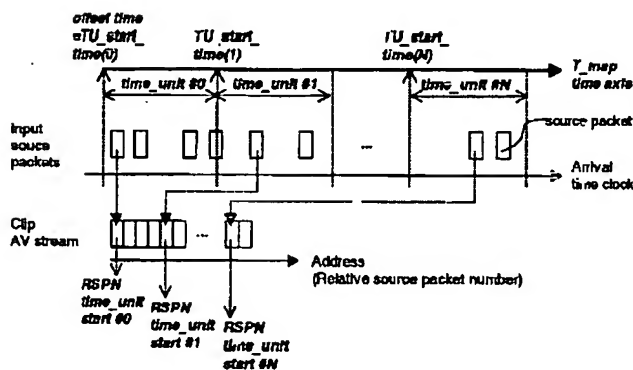 offset time
=TU_start_
time(0)
TU_start_
time(1)
TU_start_
time(N)
T_map
time axis
time_unit #0
time_unit #1
time_unit #N
Input
souce
packets
source packet
...
Arrival
time clock
Clip
AV stream
...
Address
(Relative source packet number)
RSPN
time_unit
start #0
RSPN
time_unit
start #1
RSPN
time_unit
start #N